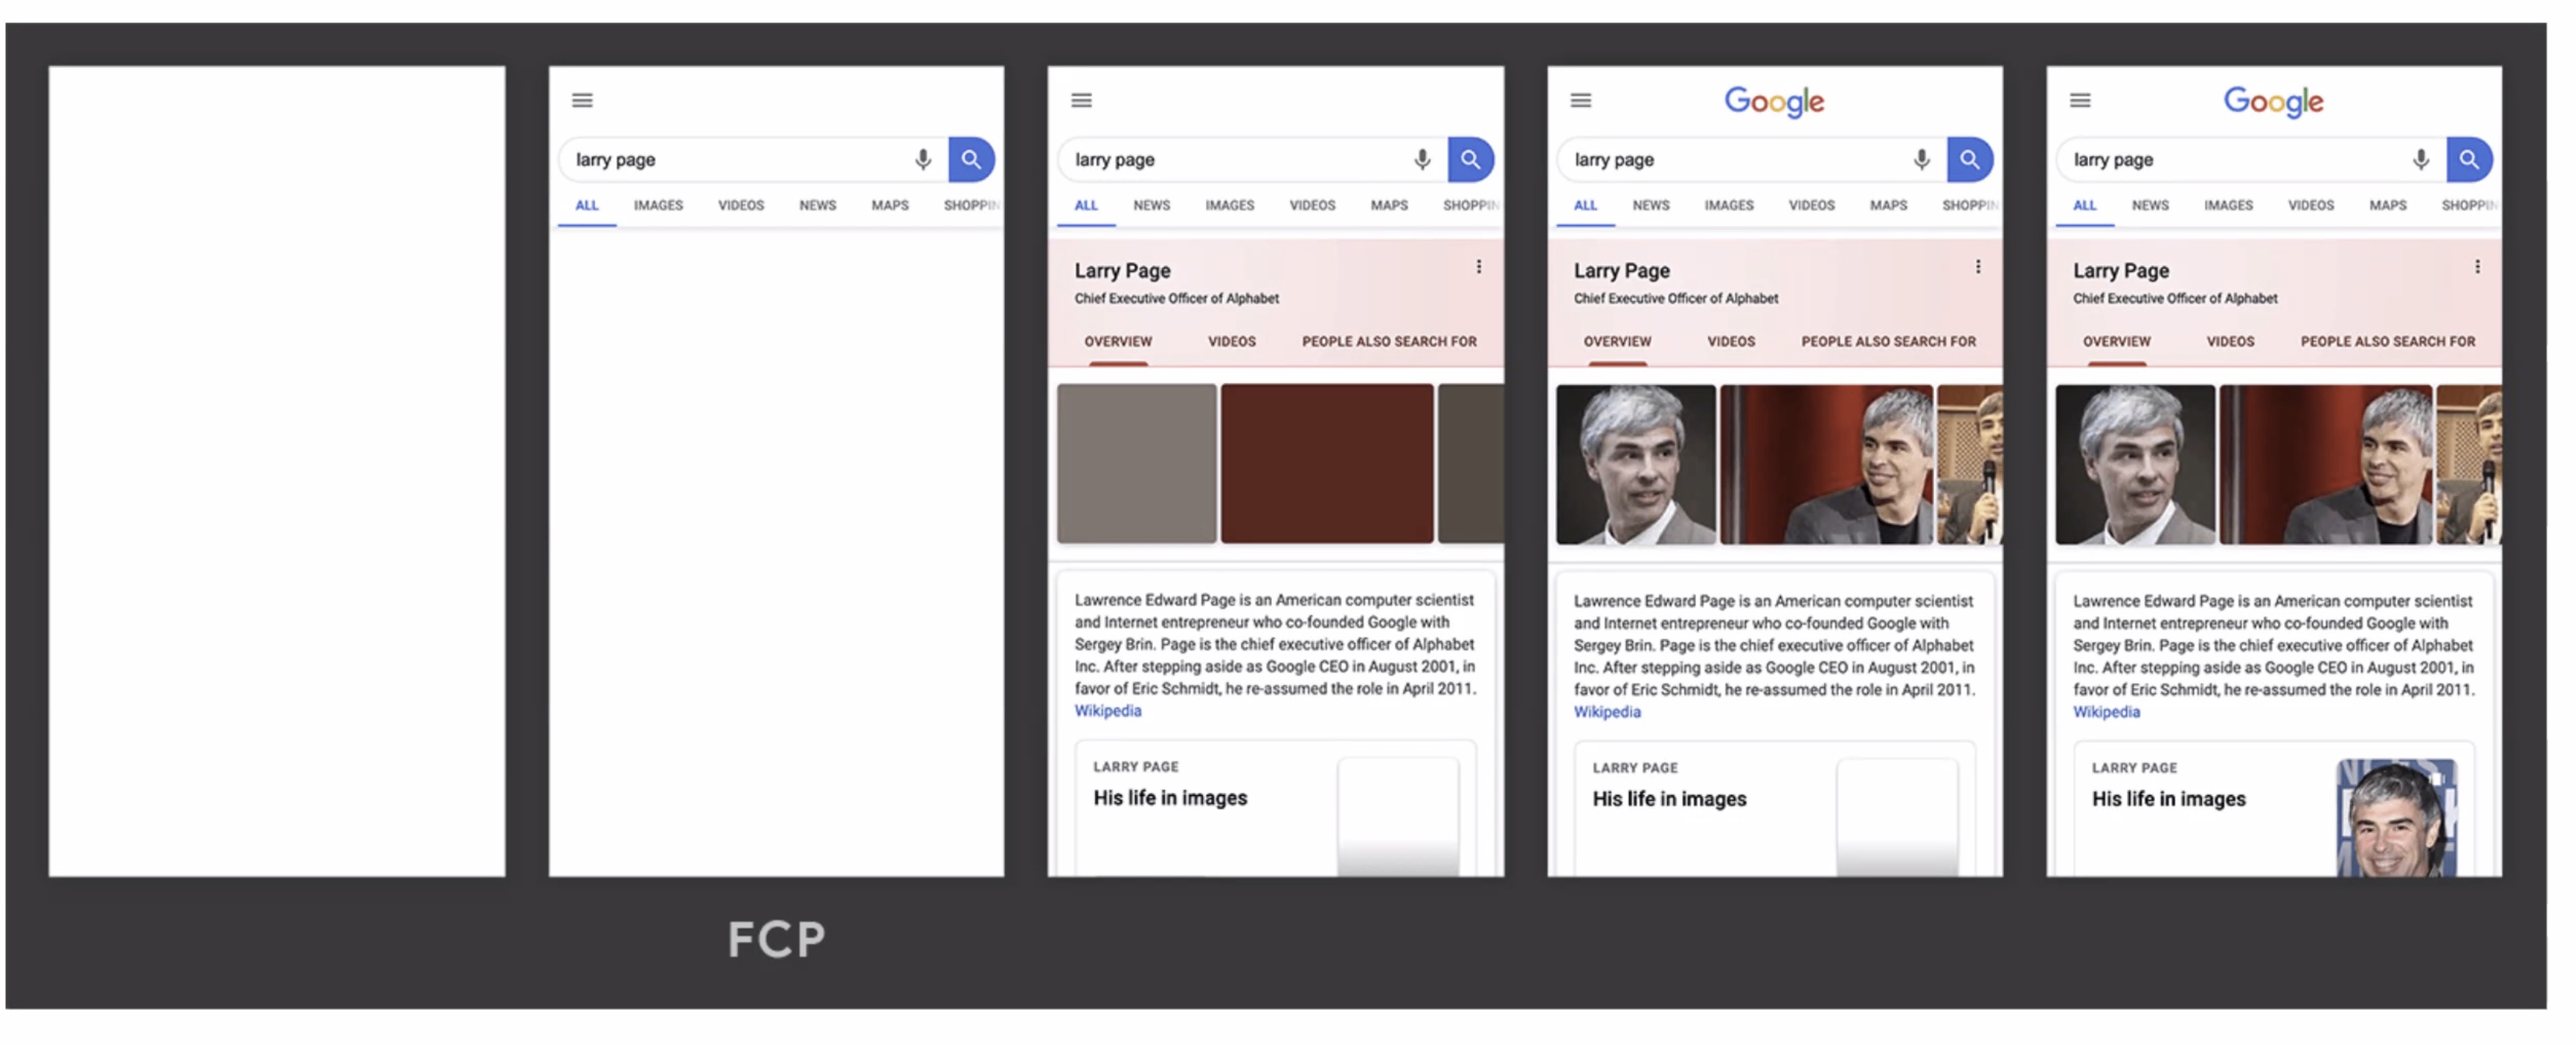 larry page
ALL IMAGES VIDEOS NEWS MAPS SHOPPIN
larry page
ALL NEWS IMAGES VIDEOS MAPS SHOPPIN
Larry Page
Chief Executive Officer of Alphabet
OVERVIEW VIDEOS PEOPLE ALSO SEARCH FOR
Lawrence Edward Page is an American computer scientist
and Internet entrepreneur who co-founded Google with
Sergey Brin. Page is the chief executive officer of Alphabet
Inc. After stepping aside as Google CEO in August 2001, in
favor of Eric Schmidt, he re-assumed the role in April 2011.
Wikipedia
LARRY PAGE
His life in images
Google
larry page
ALL NEWS IMAGES VIDEOS MAPS SHOPPIN
Larry Page
Chief Executive Officer of Alphabet
OVERVIEW VIDEOS PEOPLE ALSO SEARCH FOR
Lawrence Edward Page is an American computer scientist
and Internet entrepreneur who co-founded Google with
Sergey Brin. Page is the chief executive officer of Alphabet
Inc. After stepping aside as Google CEO in August 2001, in
favor of Eric Schmidt, he re-assumed the role in April 2011.
Wikipedia
LARRY PAGE
His life in images
Google
larry page
ALL NEWS IMAGES VIDEOS MAPS SHOPPIN
Larry Page
Chief Executive Officer of Alphabet
OVERVIEW VIDEOS PEOPLE ALSO SEARCH FOR
Lawrence Edward Page is an American computer scientist
and Internet entrepreneur who co-founded Google with
Sergey Brin. Page is the chief executive officer of Alphabet
Inc. After stepping aside as Google CEO in August 2001, in
favor of Eric Schmidt, he re-assumed the role in April 2011.
Wikipedia
LARRY PAGE
His life in images
FCP